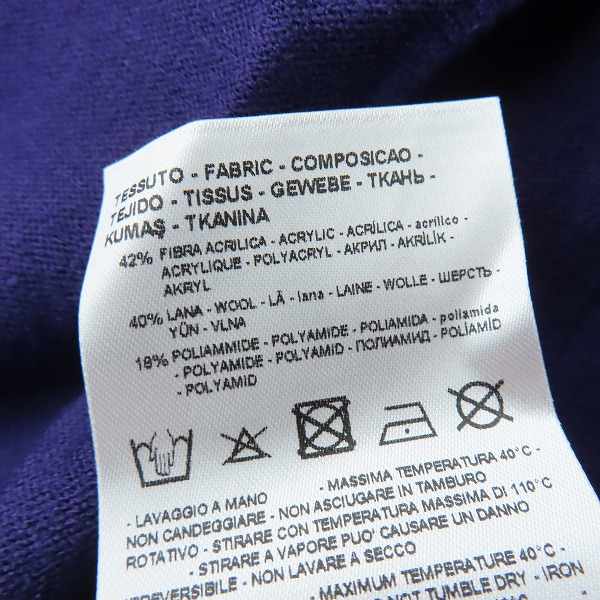 TESSUTO - FABRIC - COMPOSICAO -
TEJIDO - TISSUS - GEWEBE - ТКАНЬ -
KUMAŞ - TKANINA
42% FIBRA ACRILICA - ACRYLIC - ACRÍLICA - acrílico -
ACRYLIQUE - POLYACRYL - АКРИЛ - AKRİLİK -
AKRYL
40% LANA - WOOL - LÃ - lana - LAINE - WOLLE - ШЕРСТЬ -
YÜN - VLNA
18% POLIAMMIDE - POLYAMIDE - POLIAMIDA - poliamida
- POLYAMIDE - POLYAMID - ПОЛИАМИД - POLİAMİD
- POLYAMID
- LAVAGGIO A MANO - MASSIMA TEMPERATURA 40°C -
NON CANDEGGIARE - NON ASCIUGARE IN TAMBURO
ROTATIVO - STIRARE CON TEMPERATURA MASSIMA DI 110°C
- STIRARE A VAPORE PUO' CAUSARE UN DANNO
IRREVERSIBILE - NON LAVARE A SECCO
- MAXIMUM TEMPERATURE 40°C -
NOT TUMBLE DRY - IRON